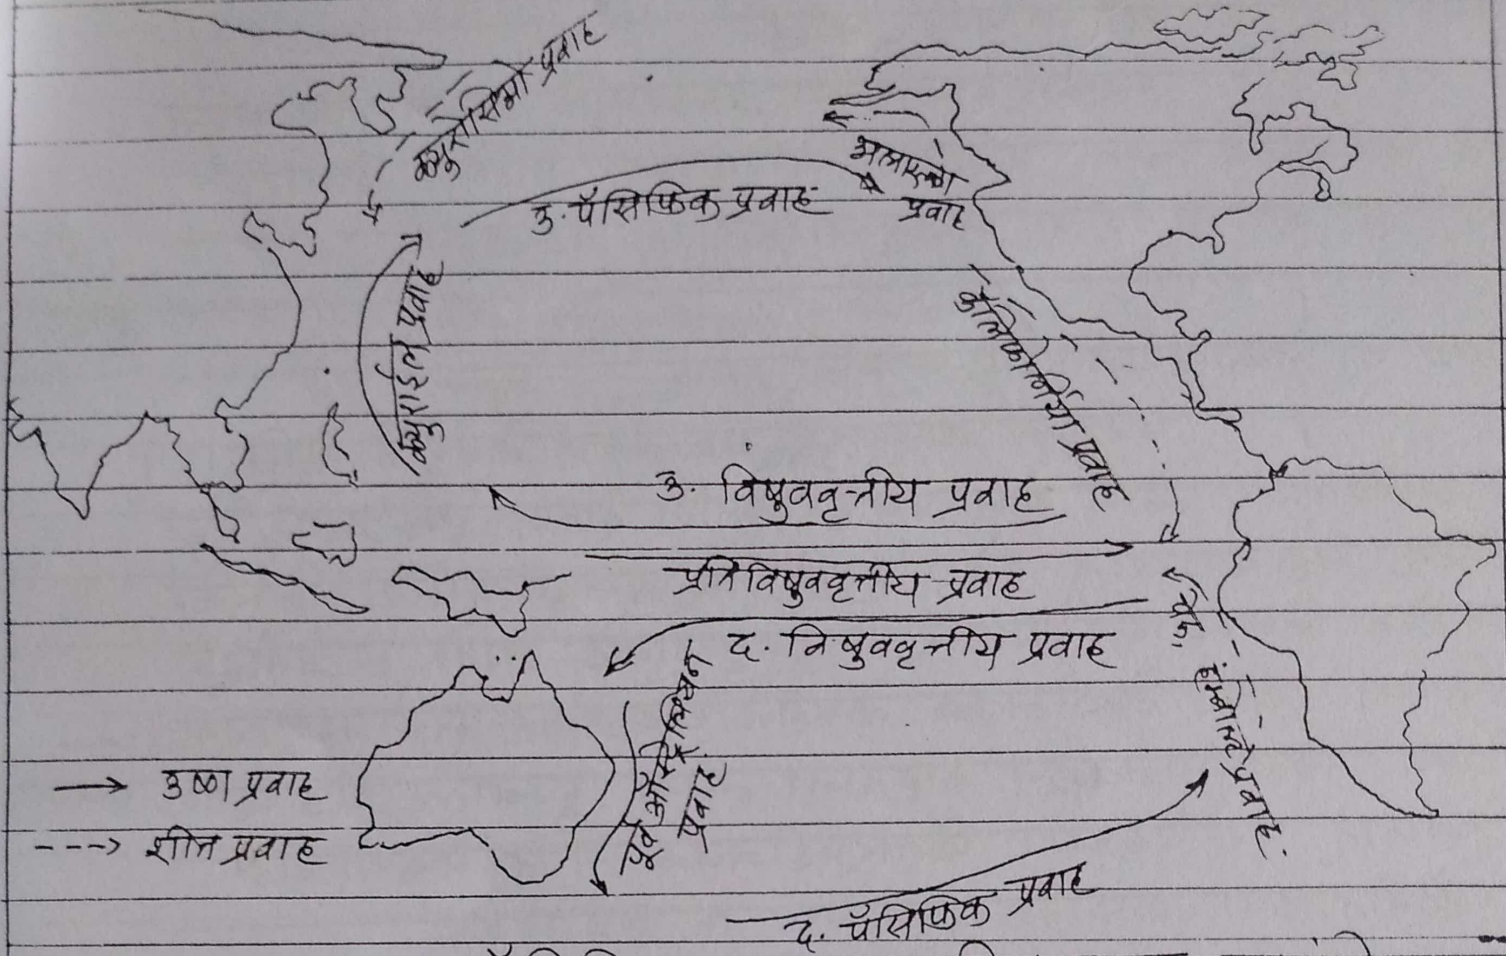 क्युरोसिमो प्रवाह
अलास्का
प्रवाह
उ. पॅसिफिक प्रवाह
क्युराईल प्रवाह
कॅलिफोर्निया प्रवाह
उ. विषुववृत्तीय प्रवाह
प्रतिविषुववृत्तीय प्रवाह
द. विषुववृत्तीय प्रवाह
पेरू
हंम्बोल्ट प्रवाह
पूर्व ऑस्ट्रेलियन
प्रवाह
उष्ण प्रवाह
शीत प्रवाह
द. पॅसिफिक प्रवाह